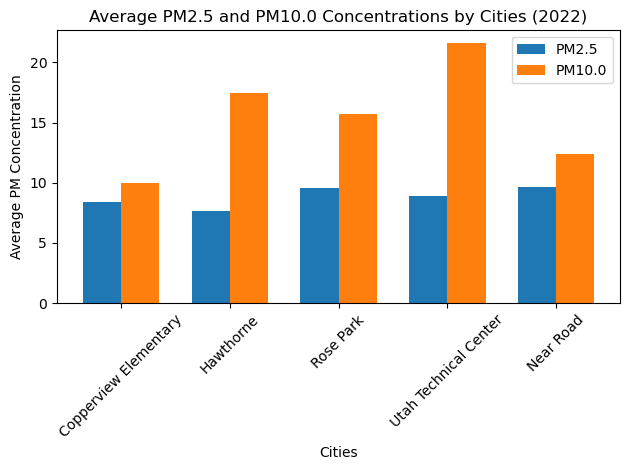 Average PM2.5 and PM10.0 Concentrations by Cities (2022)
PM2.5
PM10.0
Average PM Concentration
20
15
10
5
0
Copperview Elementary
Hawthorne
Rose Park
Utah Technical Center
Near Road
Cities